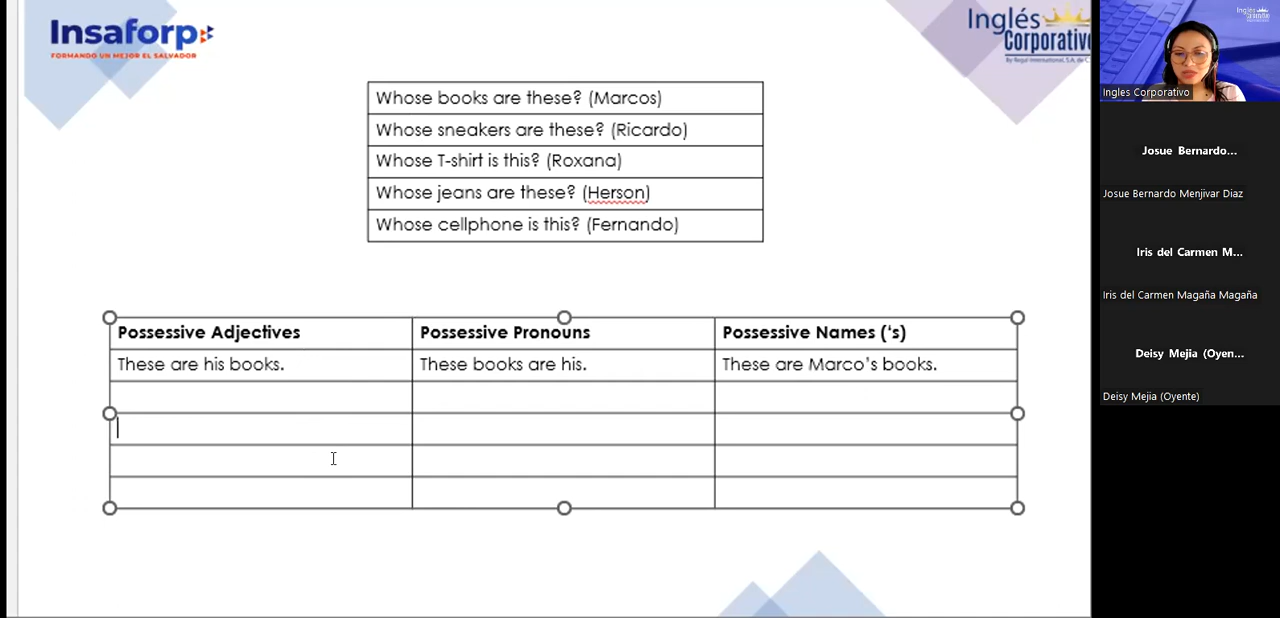 Insaforp
FORMANDO UN MEJOR EL SALVADOR
Inglés
Corporativo
Whose books are these? (Marcos)
Whose sneakers are these? (Ricardo)
Whose T-shirt is this? (Roxana)
Whose jeans are these? (Herson)
Whose cellphone is this? (Fernando)
Possessive Adjectives Possessive Pronouns Possessive Names (‘s)
These are his books. These books are his. These are Marco’s books.
Ingles Corporativo
Josue Bernardo...
Josue Bernardo Menjivar Diaz
Iris del Carmen M...
Iris del Carmen Magaña Magaña
Deisy Mejia (Oyen...
Deisy Mejia (Oyente)